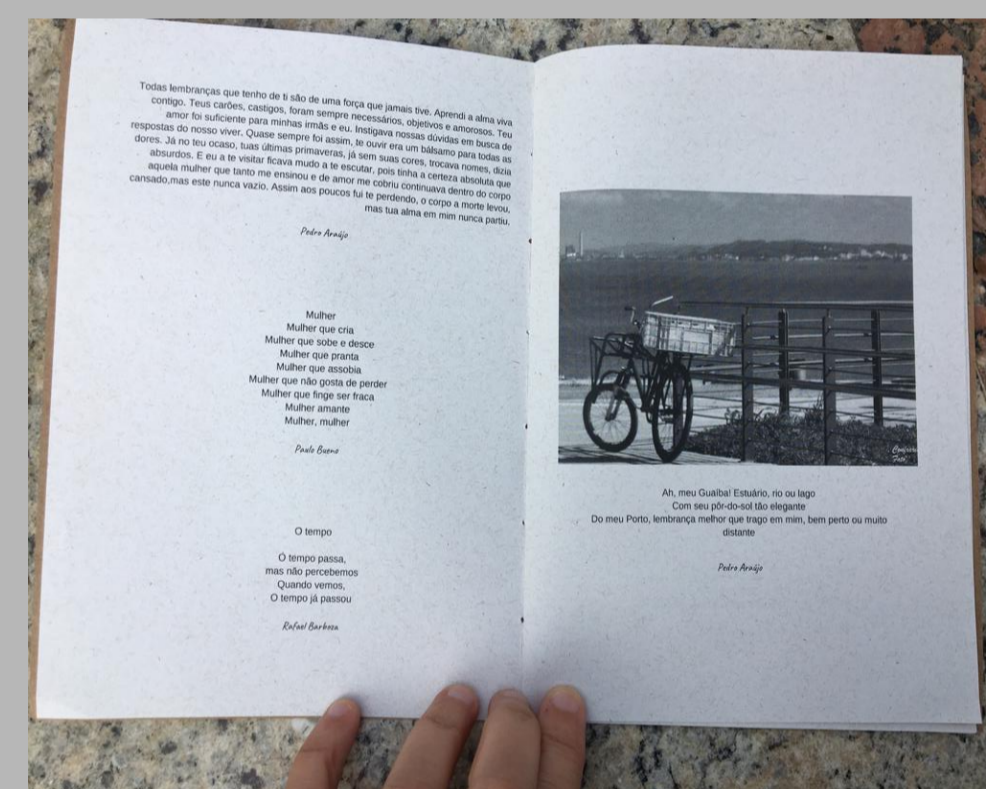 Todas lembranças que tenho de ti são de uma força que jamais tive. Aprendi a alma viva
contigo. Teus carões, castigos, foram sempre necessários, objetivos e amorosos. Teu
amor foi suficiente para minhas irmãs e eu. Instigava nossas dúvidas em busca de
respostas do nosso viver. Quase sempre foi assim, te ouvir era um bálsamo para todas as
dores. Já no teu ocaso, tuas últimas primaveras, já sem suas cores, trocava nomes, dizia
absurdos. E eu a te visitar ficava mudo a te escutar, pois tinha a certeza absoluta que
aquela mulher que tanto me ensinou e de amor me cobriu continuava dentro do corpo
cansado,mas este nunca vazio. Assim aos poucos fui te perdendo, o corpo a morte levou,
mas tua alma em mim nunca partiu.
Pedro Araújo
Mulher
Mulher que cria
Mulher que sobe e desce
Mulher que pranta
Mulher que assobia
Mulher que não gosta de perder
Mulher que finge ser fraca
Mulher amante
Mulher, mulher
Paulo Bueno
O tempo
O tempo passa,
mas não percebemos
Quando vemos,
O tempo já passou
Rafael Barboza
Ah, meu Guaíba! Estuário, rio ou lago
Com seu pôr-do-sol tão elegante
Do meu Porto, lembrança melhor que trago em mim, bem perto ou muito
distante
Pedro Araújo